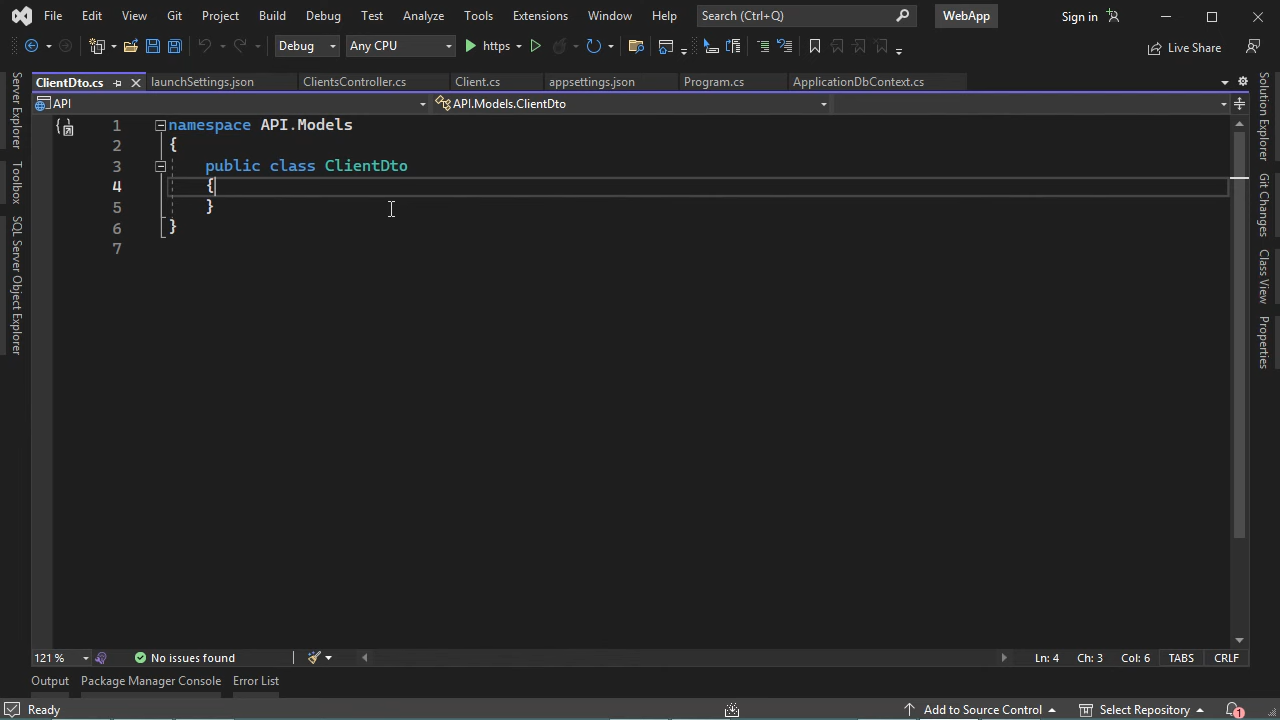 File Edit View Git Project Build Debug Test Analyze Tools Extensions Window Help Search (Ctrl+Q) WebApp Sign in
Debug Any CPU https Live Share
ClientDto.cs launchSettings.json ClientsController.cs Client.cs appsettings.json Program.cs ApplicationDbContext.cs
API API.Models.ClientDto
Server Explorer
Toolbox
SQL Server Object Explorer
1 namespace API.Models
2 {
3 public class ClientDto
4 {
5 }
6 }
7
Solution Explorer
Git Changes
Class View
Properties
121 % No issues found Ln: 4 Ch: 3 Col: 6 TABS CRLF
Output Package Manager Console Error List
Ready Add to Source Control Select Repository 1